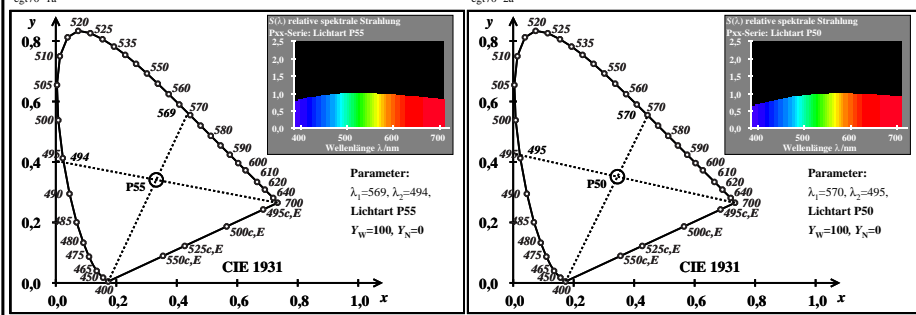 y
0,8
0,6
0,4
0,2
0,0
0,0 0,2 0,4 0,6 0,8 x 1,0
520
525
535
510
550
505
560
569 570
500
580
590
495 494
600
610
620
640
700
490
495c,E
485
500c,E
480
525c,E
475
550c,E
465
450
400
P55
CIE 1931
S(λ) relative spektrale Strahlung
Pxx-Serie: Lichtart P55
2,5
2,0
1,5
1,0
0,5
0,0
400 500 600 700
Wellenlänge λ/nm
Parameter:
λ1=569, λ2=494,
Lichtart P55
YW=100, YN=0
y
0,8
0,6
0,4
0,2
0,0
0,0 0,2 0,4 0,6 0,8 x 1,0
520
525
535
510
550
505
560
570 570
500
580
590
495
600
610
620
640
700
490
495c,E
485
500c,E
480
525c,E
475
550c,E
465
450
400
P50
CIE 1931
S(λ) relative spektrale Strahlung
Pxx-Serie: Lichtart P50
2,5
2,0
1,5
1,0
0,5
0,0
400 500 600 700
Wellenlänge λ/nm
Parameter:
λ1=570, λ2=495,
Lichtart P50
YW=100, YN=0